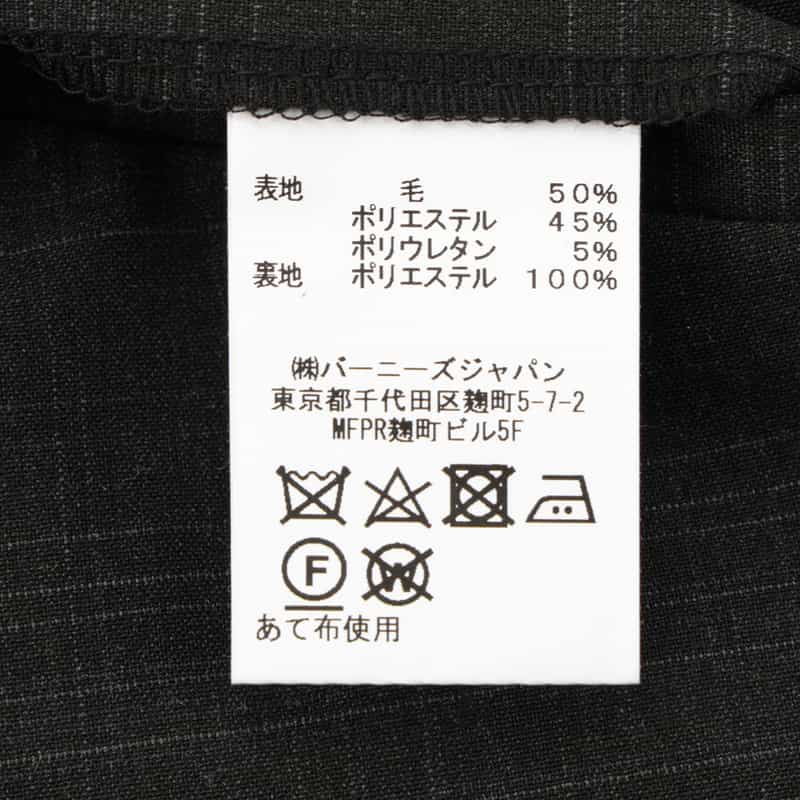 表地 毛 50%
ポリエステル 45%
ポリウレタン 5%
裏地 ポリエステル 100%
㈱バーニーズジャパン
東京都千代田区麹町5-7-2
MFPR麹町ビル5F
F W
あて布使用